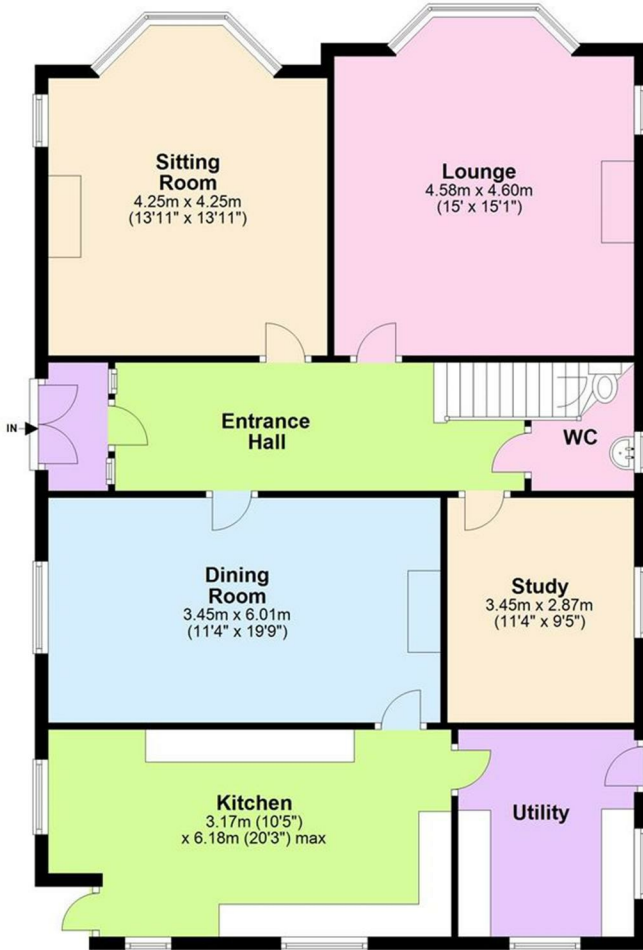 Sitting
Room
4.25m x 4.25m
(13'11" x 13'11")
Lounge
4.58m x 4.60m
(15' x 15'1")
IN
Entrance
Hall
WC
Dining
Room
3.45m x 6.01m
(11'4" x 19'9")
Study
3.45m x 2.87m
(11'4" x 9'5")
Kitchen
3.17m (10'5")
x 6.18m (20'3") max
Utility